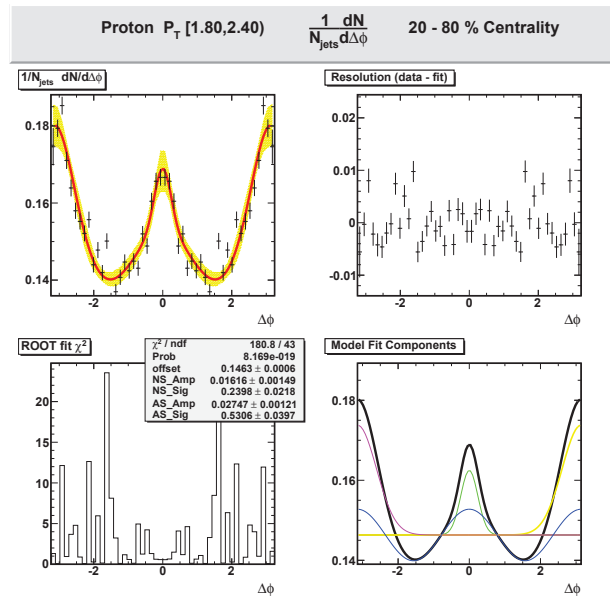 Proton P_T [1.80,2.40) 1/N_jets dN/dΔϕ 20 - 80 % Centrality
1/N_jets dN/dΔϕ
0.18
0.16
0.14
-2 0 2
Δϕ
Resolution (data - fit)
0.02
0.01
0
-0.01
-2 0 2
Δϕ
ROOT fit χ²
χ² / ndf 180.8 / 43
Prob 8.169e-019
offset 0.1463 ± 0.0006
NS_Amp 0.01616 ± 0.00149
NS_Sig 0.2398 ± 0.0218
AS_Amp 0.02747 ± 0.00121
AS_Sig 0.5306 ± 0.0397
20
15
10
5
0
-2 0 2
Δϕ
Model Fit Components
0.18
0.16
0.14
-2 0 2
Δϕ